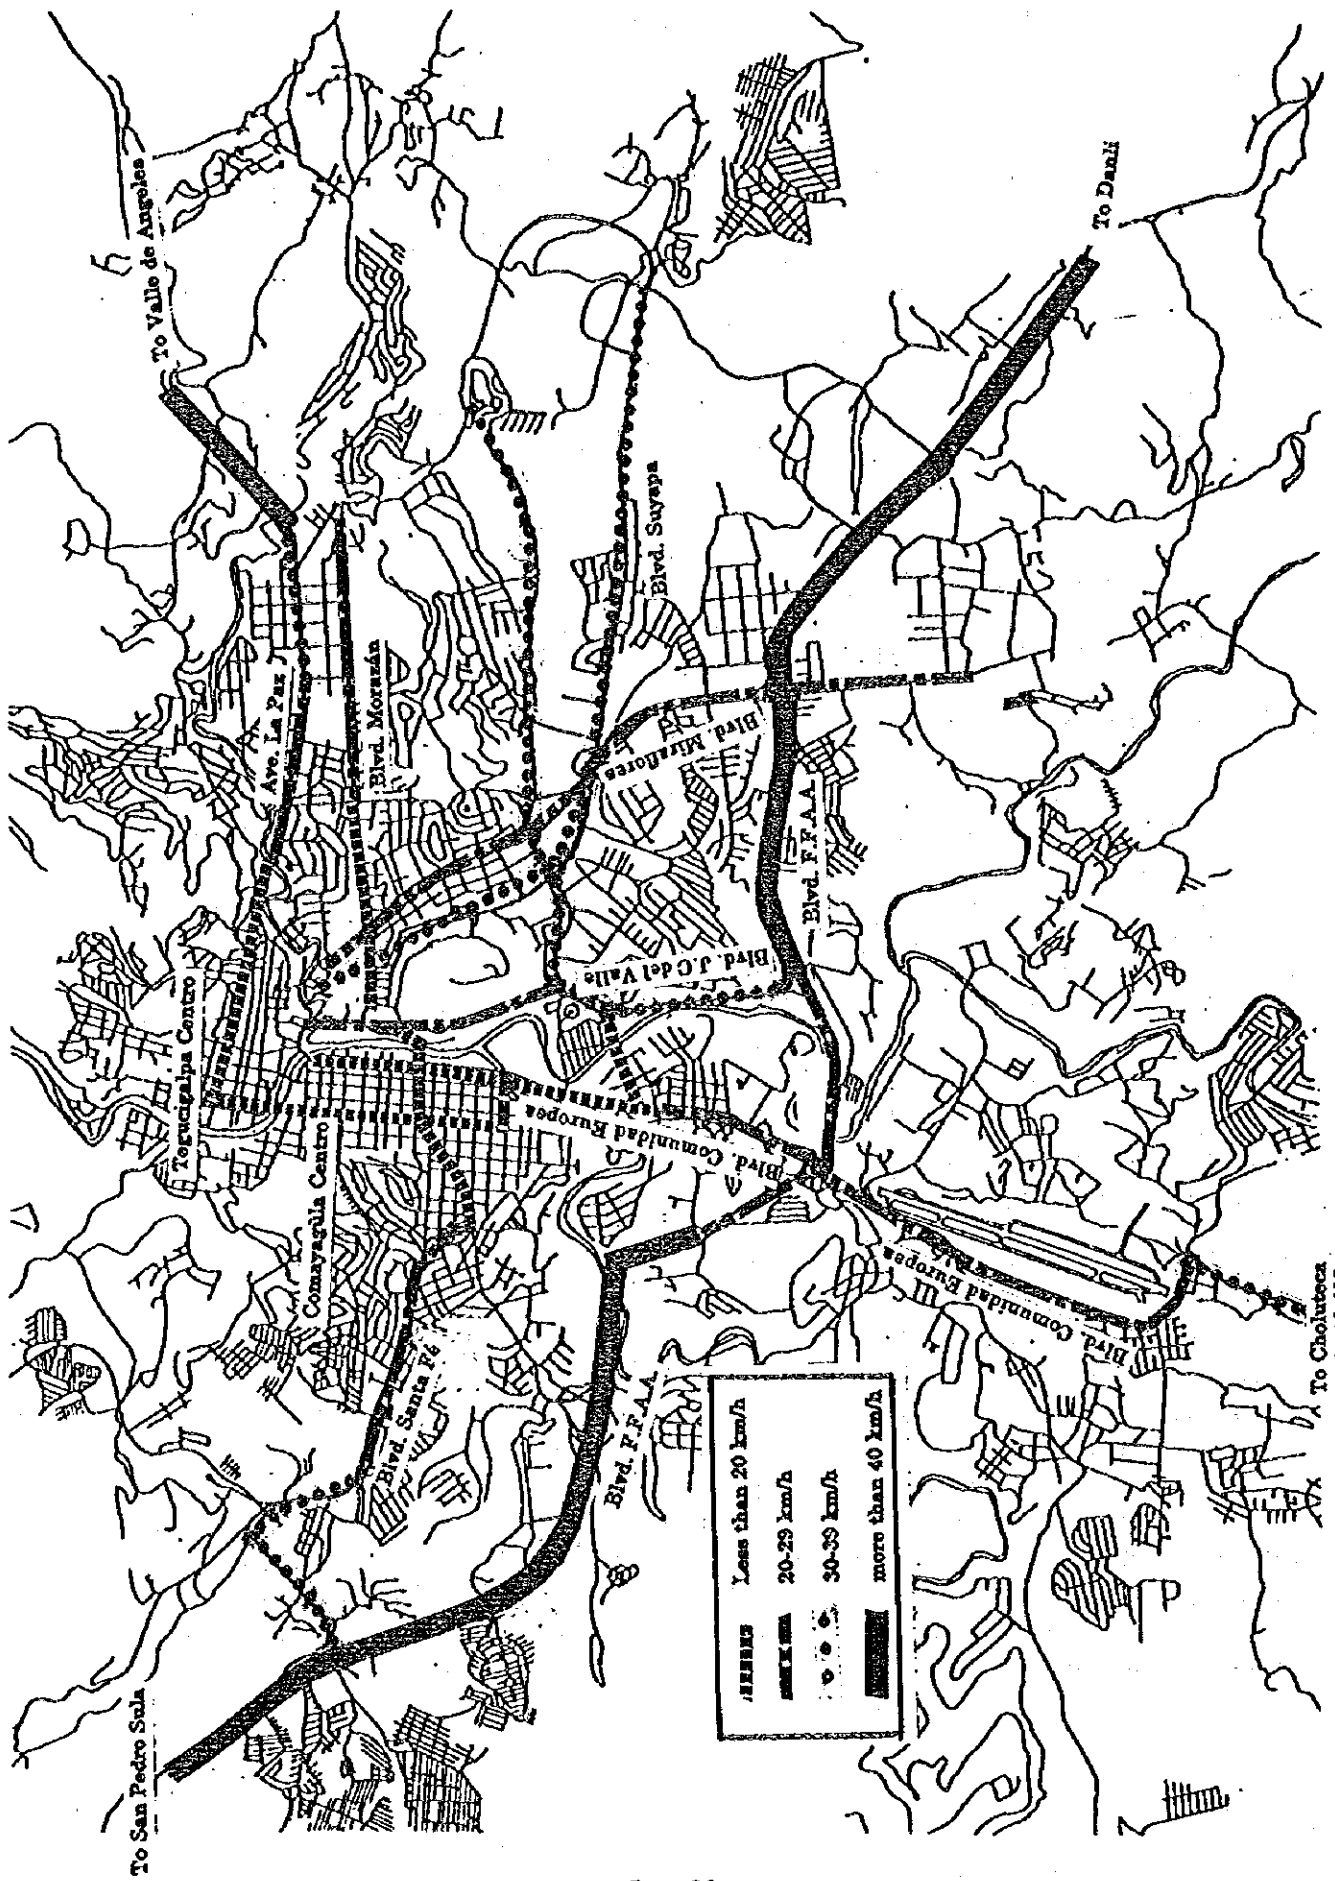 To San Pedro Sula
To Valle de Angeles
Tegucigalpa Centro
Ave. La Paz
Comayagüla Centro
Blvd. Morazán
Blvd. Santa Fé
Blvd. J.C del Valle
Blvd. Miraflores
Blvd. Suyapa
Blvd. Comunidad Europea
Blvd. F.F.A.A.
Blvd. F.F.A.A.
To Danlí
Blvd. Comunidad Europea
To Choluteca
Less than 20 km/h
20-29 km/h
30-39 km/h
more than 40 km/h